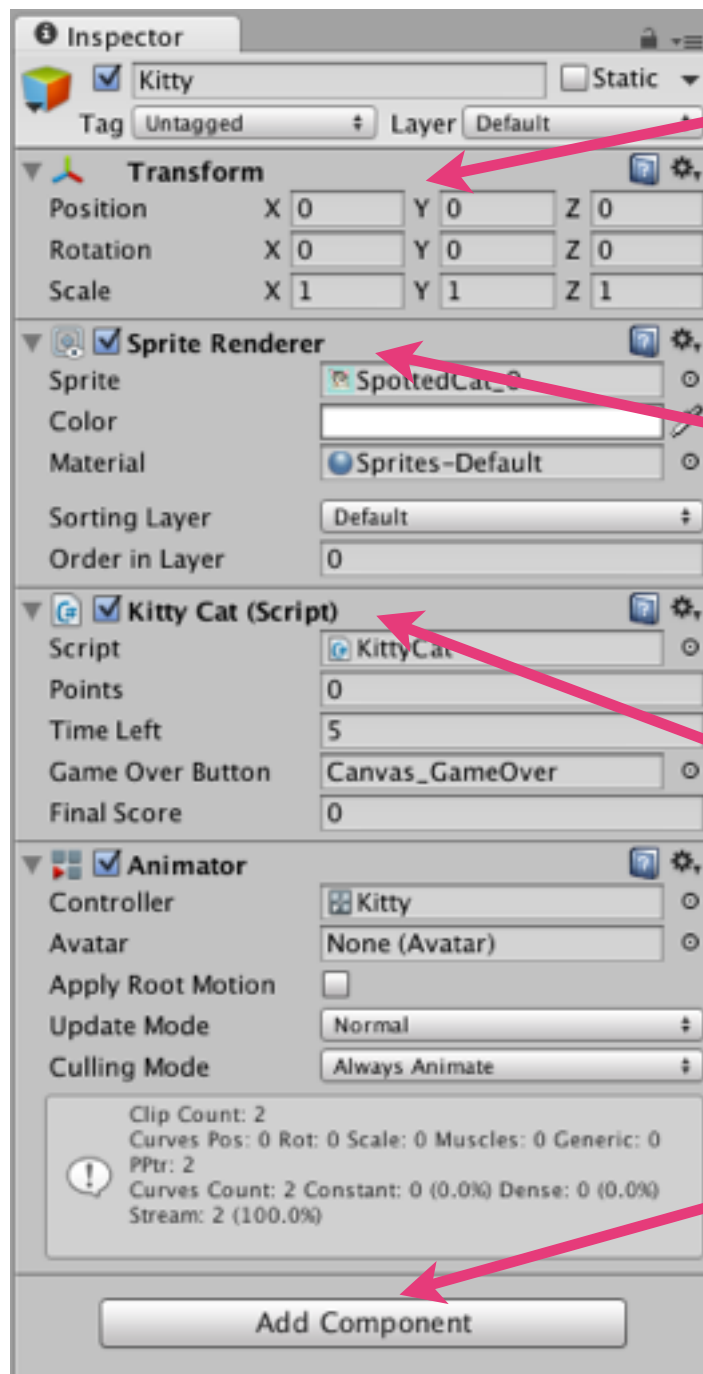 Inspector
Kitty Static
Tag Untagged Layer Default
Transform
Position X 0 Y 0 Z 0
Rotation X 0 Y 0 Z 0
Scale X 1 Y 1 Z 1
Sprite Renderer
Sprite SpottedCat_0
Color
Material Sprites-Default
Sorting Layer Default
Order in Layer 0
Kitty Cat (Script)
Script KittyCat
Points 0
Time Left 5
Game Over Button Canvas_GameOver
Final Score 0
Animator
Controller Kitty
Avatar None (Avatar)
Apply Root Motion
Update Mode Normal
Culling Mode Always Animate
Clip Count: 2
Curves Pos: 0 Rot: 0 Scale: 0 Muscles: 0 Generic: 0
PPtr: 2
Curves Count: 2 Constant: 0 (0.0%) Dense: 0 (0.0%)
Stream: 2 (100.0%)
Add Component